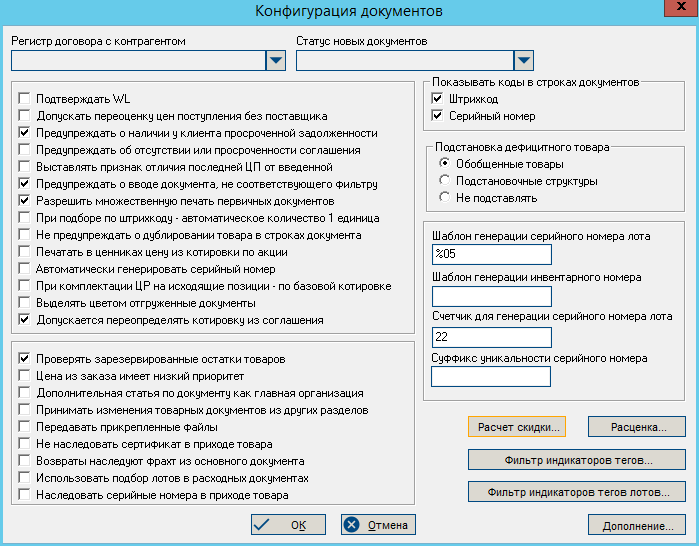 Конфигурация документов
Регистр договора с контрагентом
Статус новых документов
Подтверждать WL
Допускать переоценку цен поступления без поставщика
Предупреждать о наличии у клиента просроченной задолженности
Предупреждать об отсутствии или просроченности соглашения
Выставлять признак отличия последней ЦП от введенной
Предупреждать о вводе документа, не соответствующего фильтру
Разрешить множественную печать первичных документов
При подборе по штрихкоду - автоматическое количество 1 единица
Не предупреждать о дублировании товара в строках документа
Печатать в ценниках цену из котировки по акции
Автоматически генерировать серийный номер
При комплектации ЦР на исходящие позиции - по базовой котировке
Выделять цветом отгруженные документы
Допускается переопределять котировку из соглашения
Проверять зарезервированные остатки товаров
Цена из заказа имеет низкий приоритет
Дополнительная статья по документу как главная организация
Принимать изменения товарных документов из других разделов
Передавать прикрепленные файлы
Не наследовать сертификат в приходе товара
Возвраты наследуют фрахт из основного документа
Использовать подбор лотов в расходных документах
Наследовать серийные номера в приходе товара
Показывать коды в строках документов
Штрихкод
Серийный номер
Подстановка дефицитного товара
Обобщенные товары
Подстановочные структуры
Не подставлять
Шаблон генерации серийного номера лота
%05
Шаблон генерации инвентарного номера
Счетчик для генерации серийного номера лота
22
Суффикс уникальности серийного номера
Расчет скидки...
Расценка...
Фильтр индикаторов тегов...
Фильтр индикаторов тегов лотов...
ОК
Отмена
Дополнение...